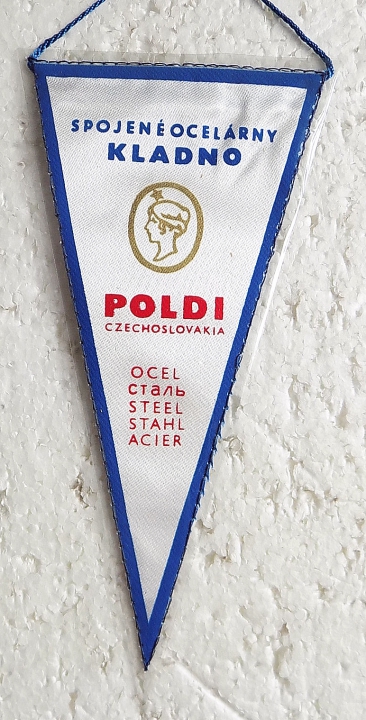 SPOJENÉ OCELÁRNY
KLADNO
POLDI
CZECHOSLOVAKIA
OCEL
сталь
STEEL
STAHL
ACIER